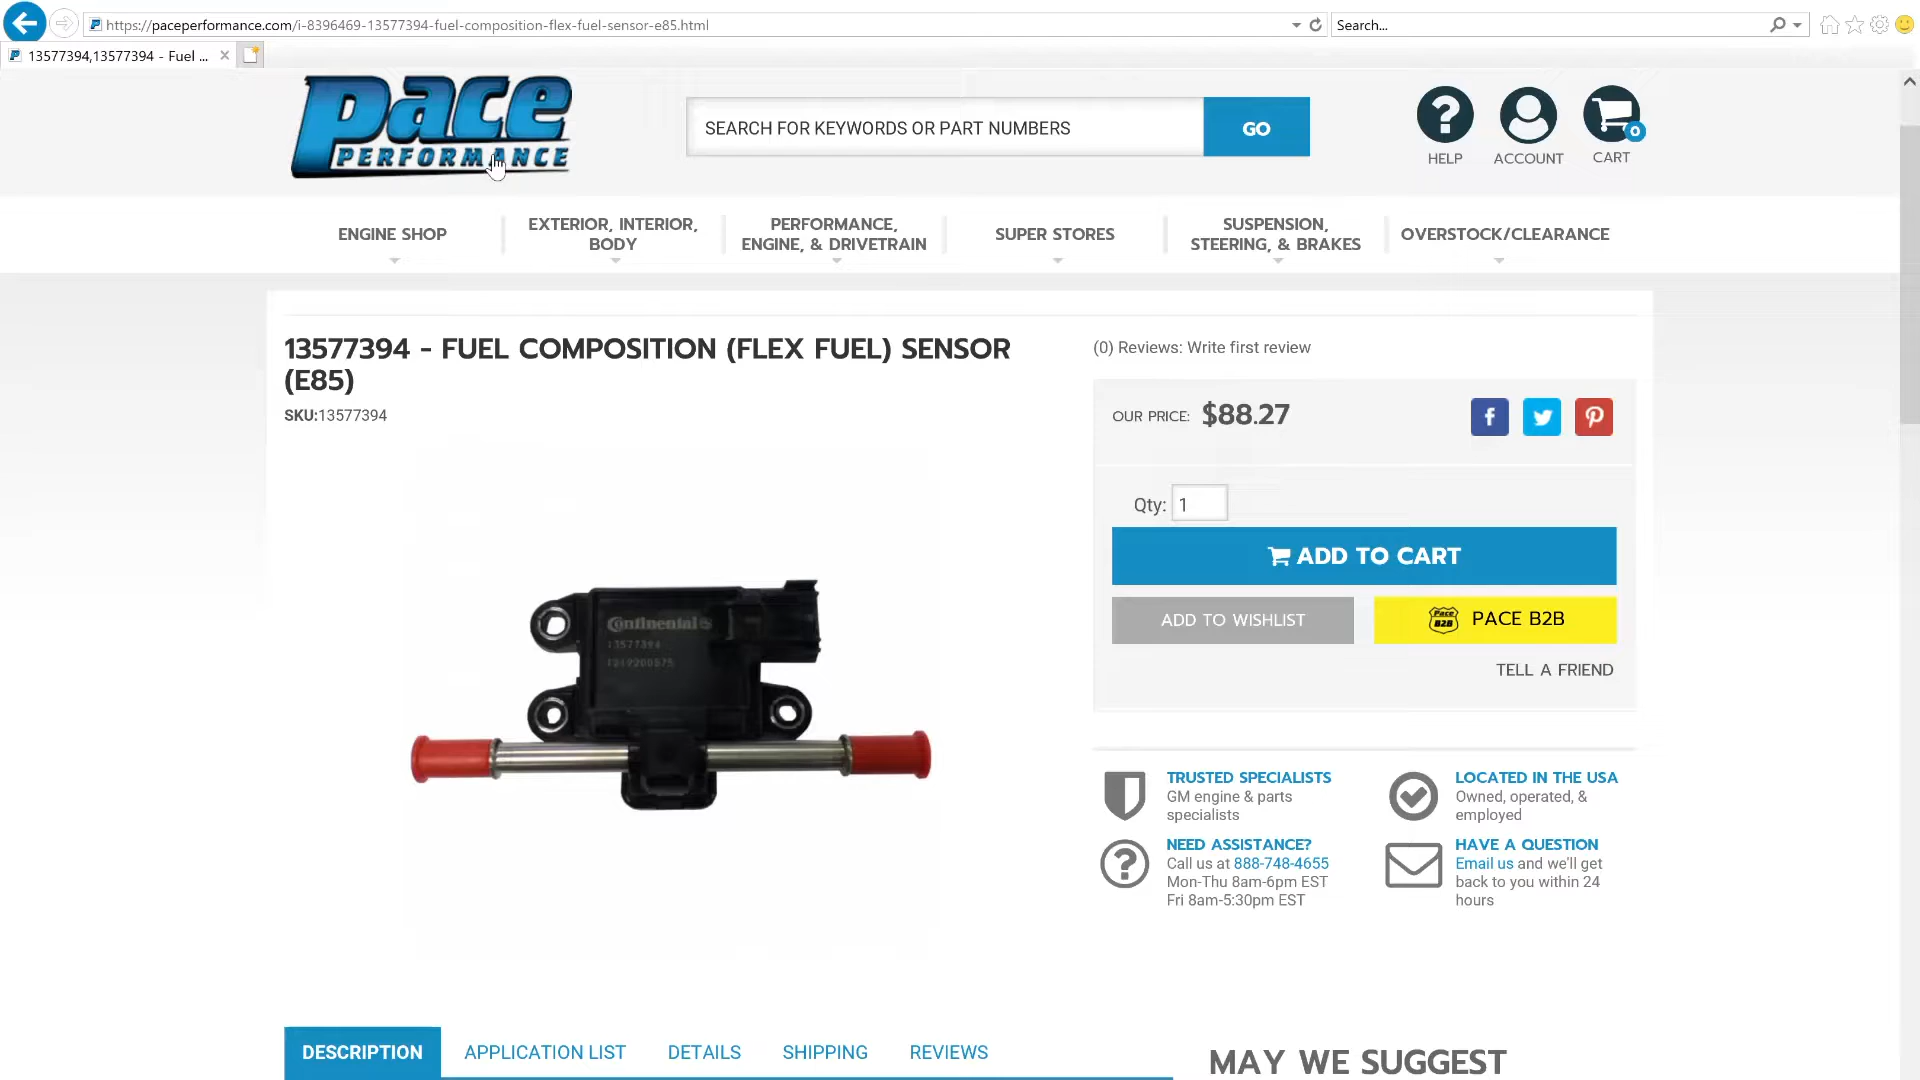 https://paceperformance.com/i-8396469-13577394-fuel-composition-flex-fuel-sensor-e85.html
Search...
13577394,13577394 - Fuel ...
pace
PERFORMANCE
SEARCH FOR KEYWORDS OR PART NUMBERS
GO
HELP
ACCOUNT
0
CART
ENGINE SHOP
EXTERIOR, INTERIOR,
BODY
PERFORMANCE,
ENGINE, & DRIVETRAIN
SUPER STORES
SUSPENSION,
STEERING, & BRAKES
OVERSTOCK/CLEARANCE
13577394 - FUEL COMPOSITION (FLEX FUEL) SENSOR
(E85)
SKU:13577394
(0) Reviews: Write first review
OUR PRICE: $88.27
Qty: 1
ADD TO CART
ADD TO WISHLIST
Pace B2B PACE B2B
TELL A FRIEND
Continental
13577394
TRUSTED SPECIALISTS
GM engine & parts
specialists
LOCATED IN THE USA
Owned, operated, &
employed
NEED ASSISTANCE?
Call us at 888-748-4655
Mon-Thu 8am-6pm EST
Fri 8am-5:30pm EST
HAVE A QUESTION
Email us and we'll get
back to you within 24
hours
DESCRIPTION
APPLICATION LIST
DETAILS
SHIPPING
REVIEWS
MAY WE SUGGEST